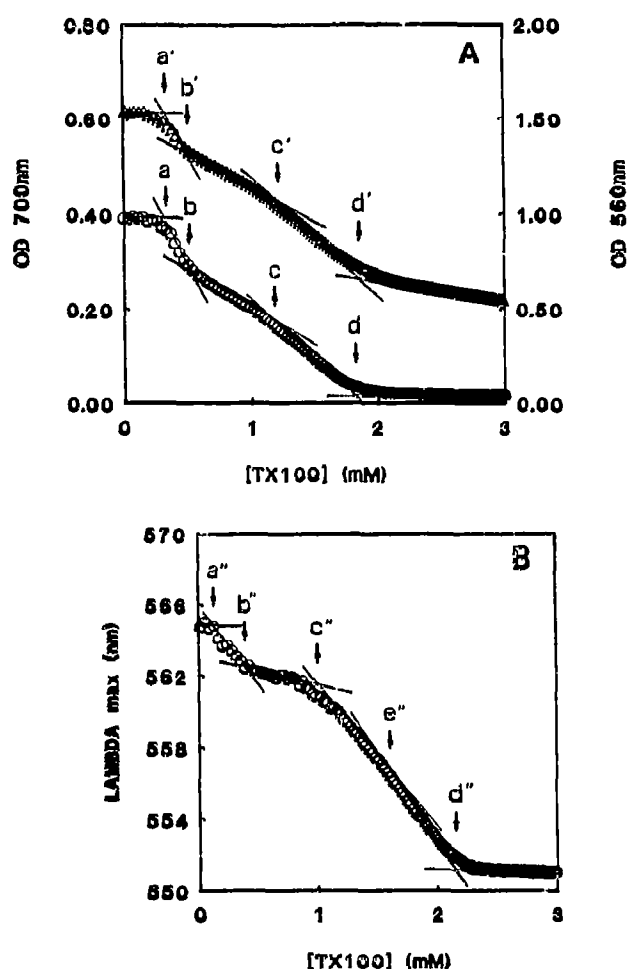 0.80
0.60
0.40
0.20
0.00
OD 700nm
2.00
1.50
1.00
0.50
0.00
OD 560nm
A
a'
b'
c'
d'
a
b
c
d
0
1
2
3
[TX100] (mM)
570
566
562
558
554
550
LAMBDA max (nm)
B
a"
b"
c"
e"
d"
0
1
2
3
[TX100] (mM)